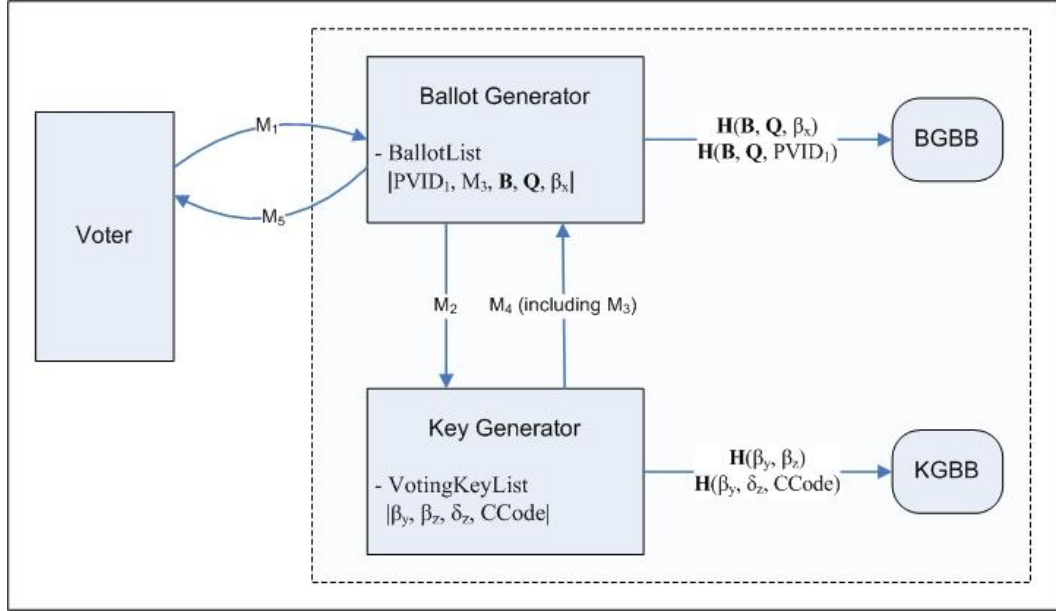 Voter
M₁
M₅
Ballot Generator
- BallotList
|PVID₁, M₃, B, Q, βₓ|
H(B, Q, βₓ)
H(B, Q, PVID₁)
BGBB
M₂
M₄ (including M₃)
Key Generator
- VotingKeyList
|βy, βz, δz, CCode|
H(βy, βz)
H(βy, δz, CCode)
KGBB